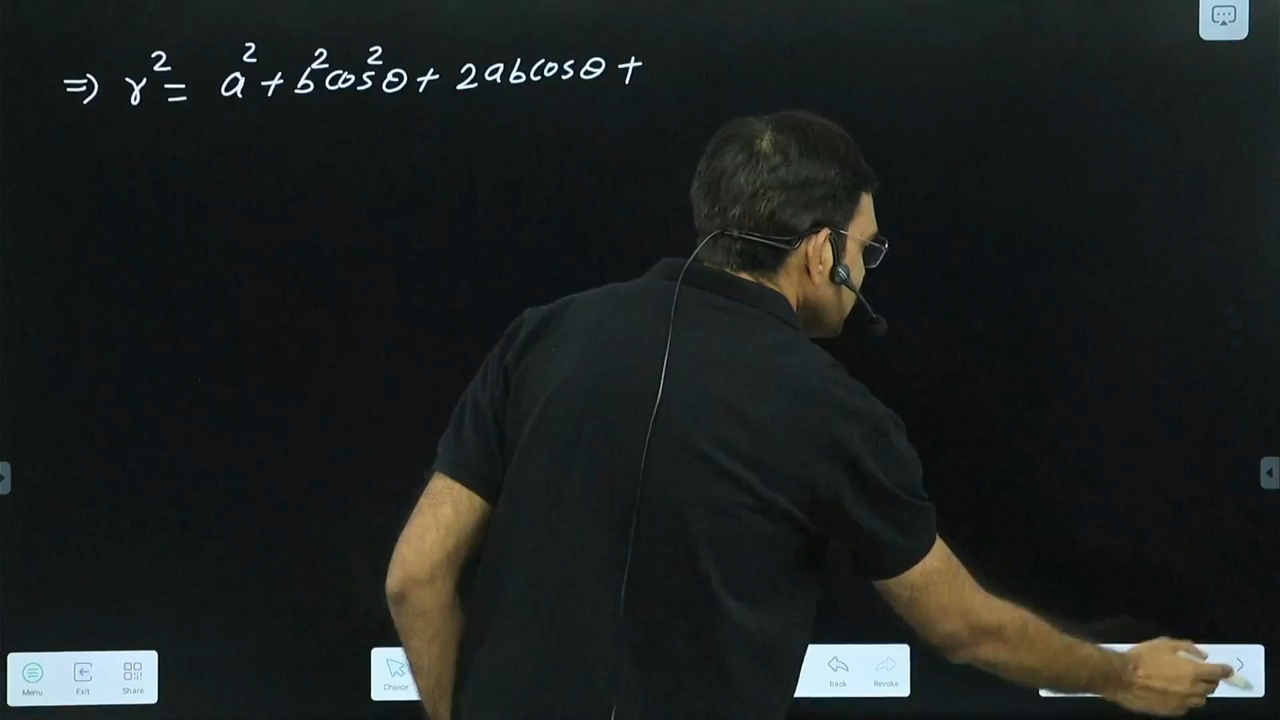 ⇒ r² = a² + b²cos²θ + 2abcosθ +
Menu Exit Share Choice back Revoke